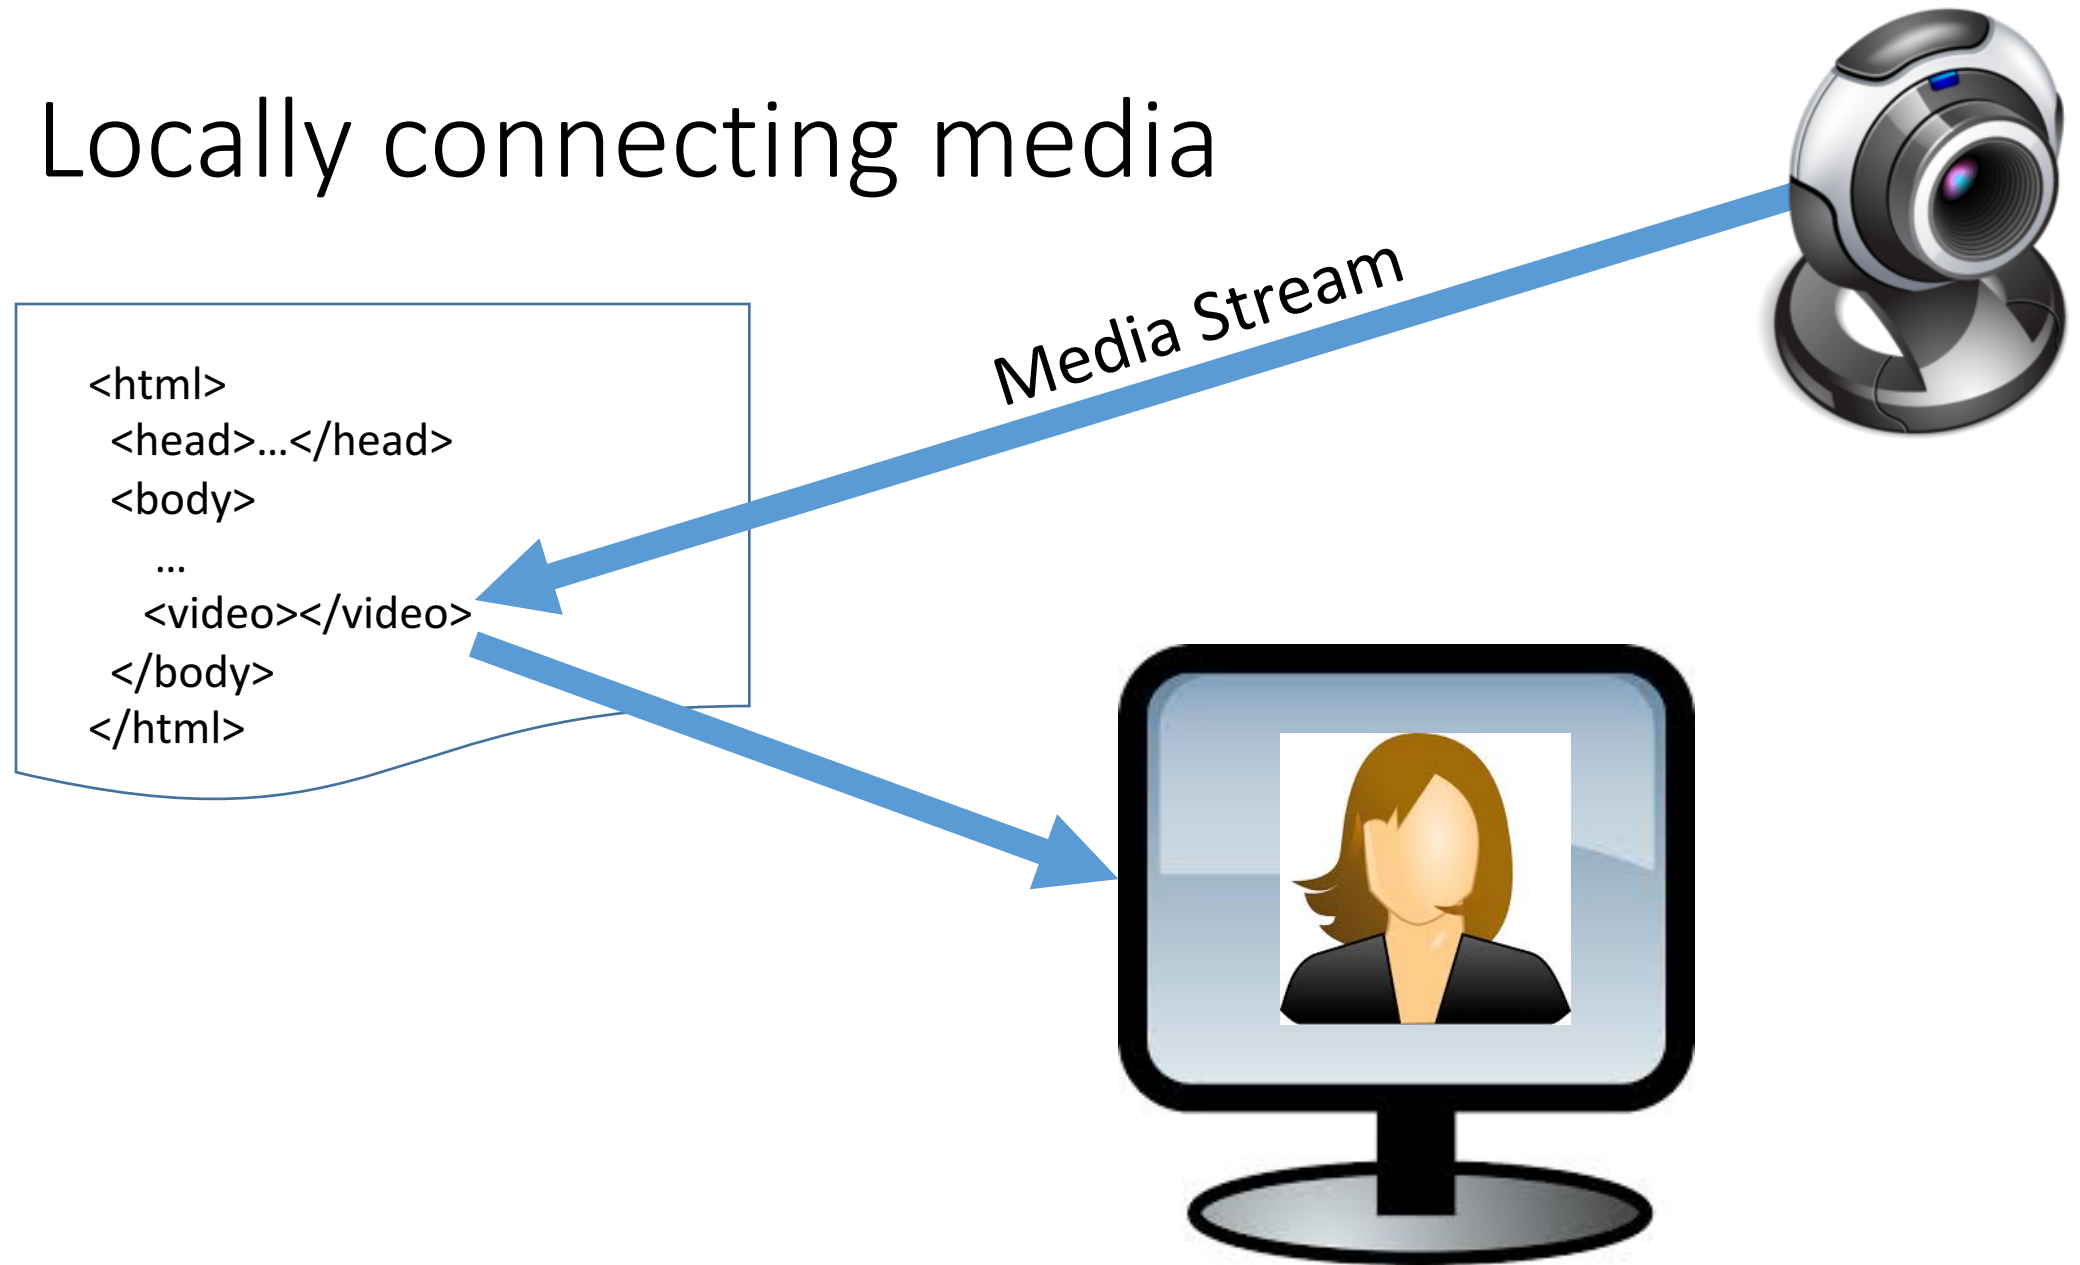 Locally connecting media
Media Stream
<html>
<head>...</head>
<body>
...
<video></video>
</body>
</html>